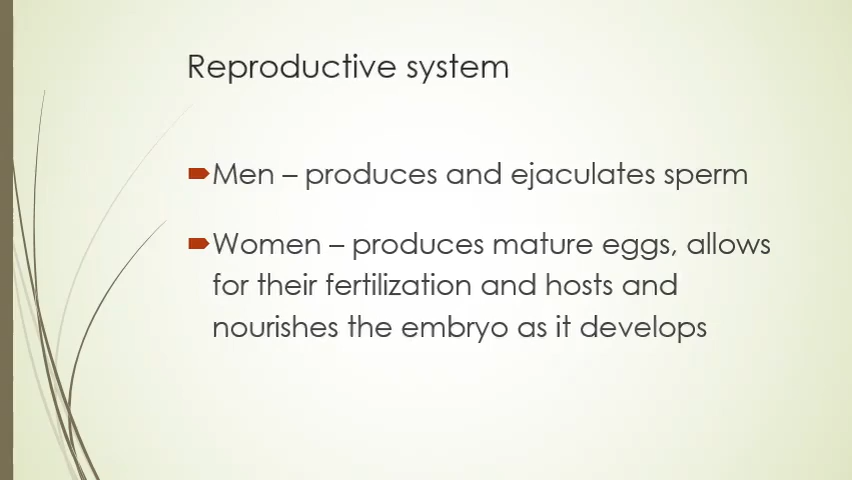 Reproductive system
Men – produces and ejaculates sperm
Women – produces mature eggs, allows
for their fertilization and hosts and
nourishes the embryo as it develops